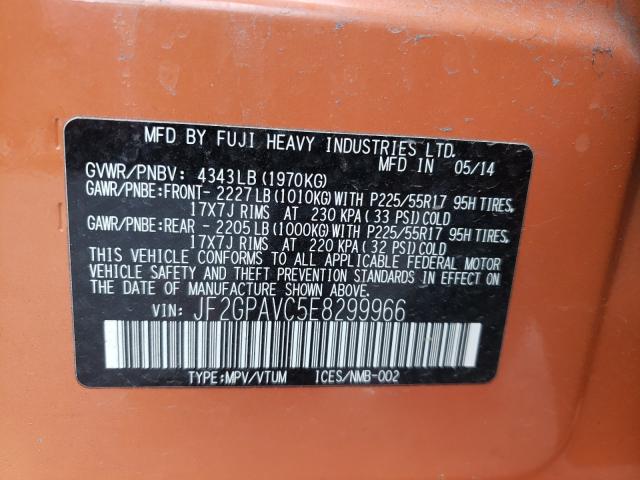 MFD BY FUJI HEAVY INDUSTRIES LTD.
MFD IN 05/14
GVWR/PNBV: 4343LB (1970KG)
GAWR/PNBE:FRONT- 2227LB (1010KG)WITH P225/55R17 95H TIRES,
17X7J RIMS AT 230 KPA (33 PSI)COLD
GAWR/PNBE:REAR - 2205LB (1000KG)WITH P225/55R17 95H TIRES,
17X7J RIMS AT 220 KPA (32 PSI)COLD
THIS VEHICLE CONFORMS TO ALL APPLICABLE FEDERAL MOTOR
VEHICLE SAFETY AND THEFT PREVENTION STANDARDS IN EFFECT
ON THE DATE OF MANUFACTURE SHOWN ABOVE.
VIN: JF2GPAVC5E8299966
TYPE:MPV/VTUM ICES/NMB-002